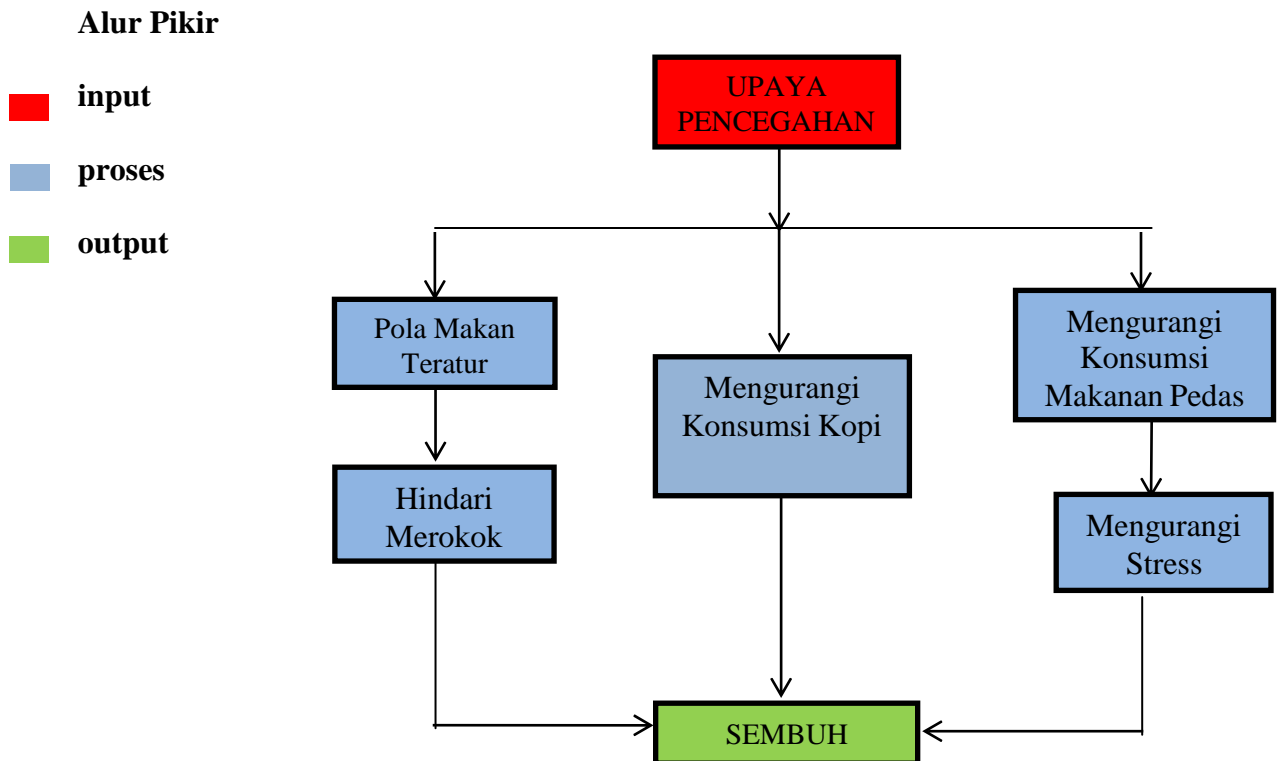 Alur Pikir
input
proses
output
UPAYA
PENCEGAHAN
Pola Makan
Teratur
Mengurangi
Konsumsi Kopi
Mengurangi
Konsumsi
Makanan Pedas
Hindari
Merokok
Mengurangi
Stress
SEMBUH